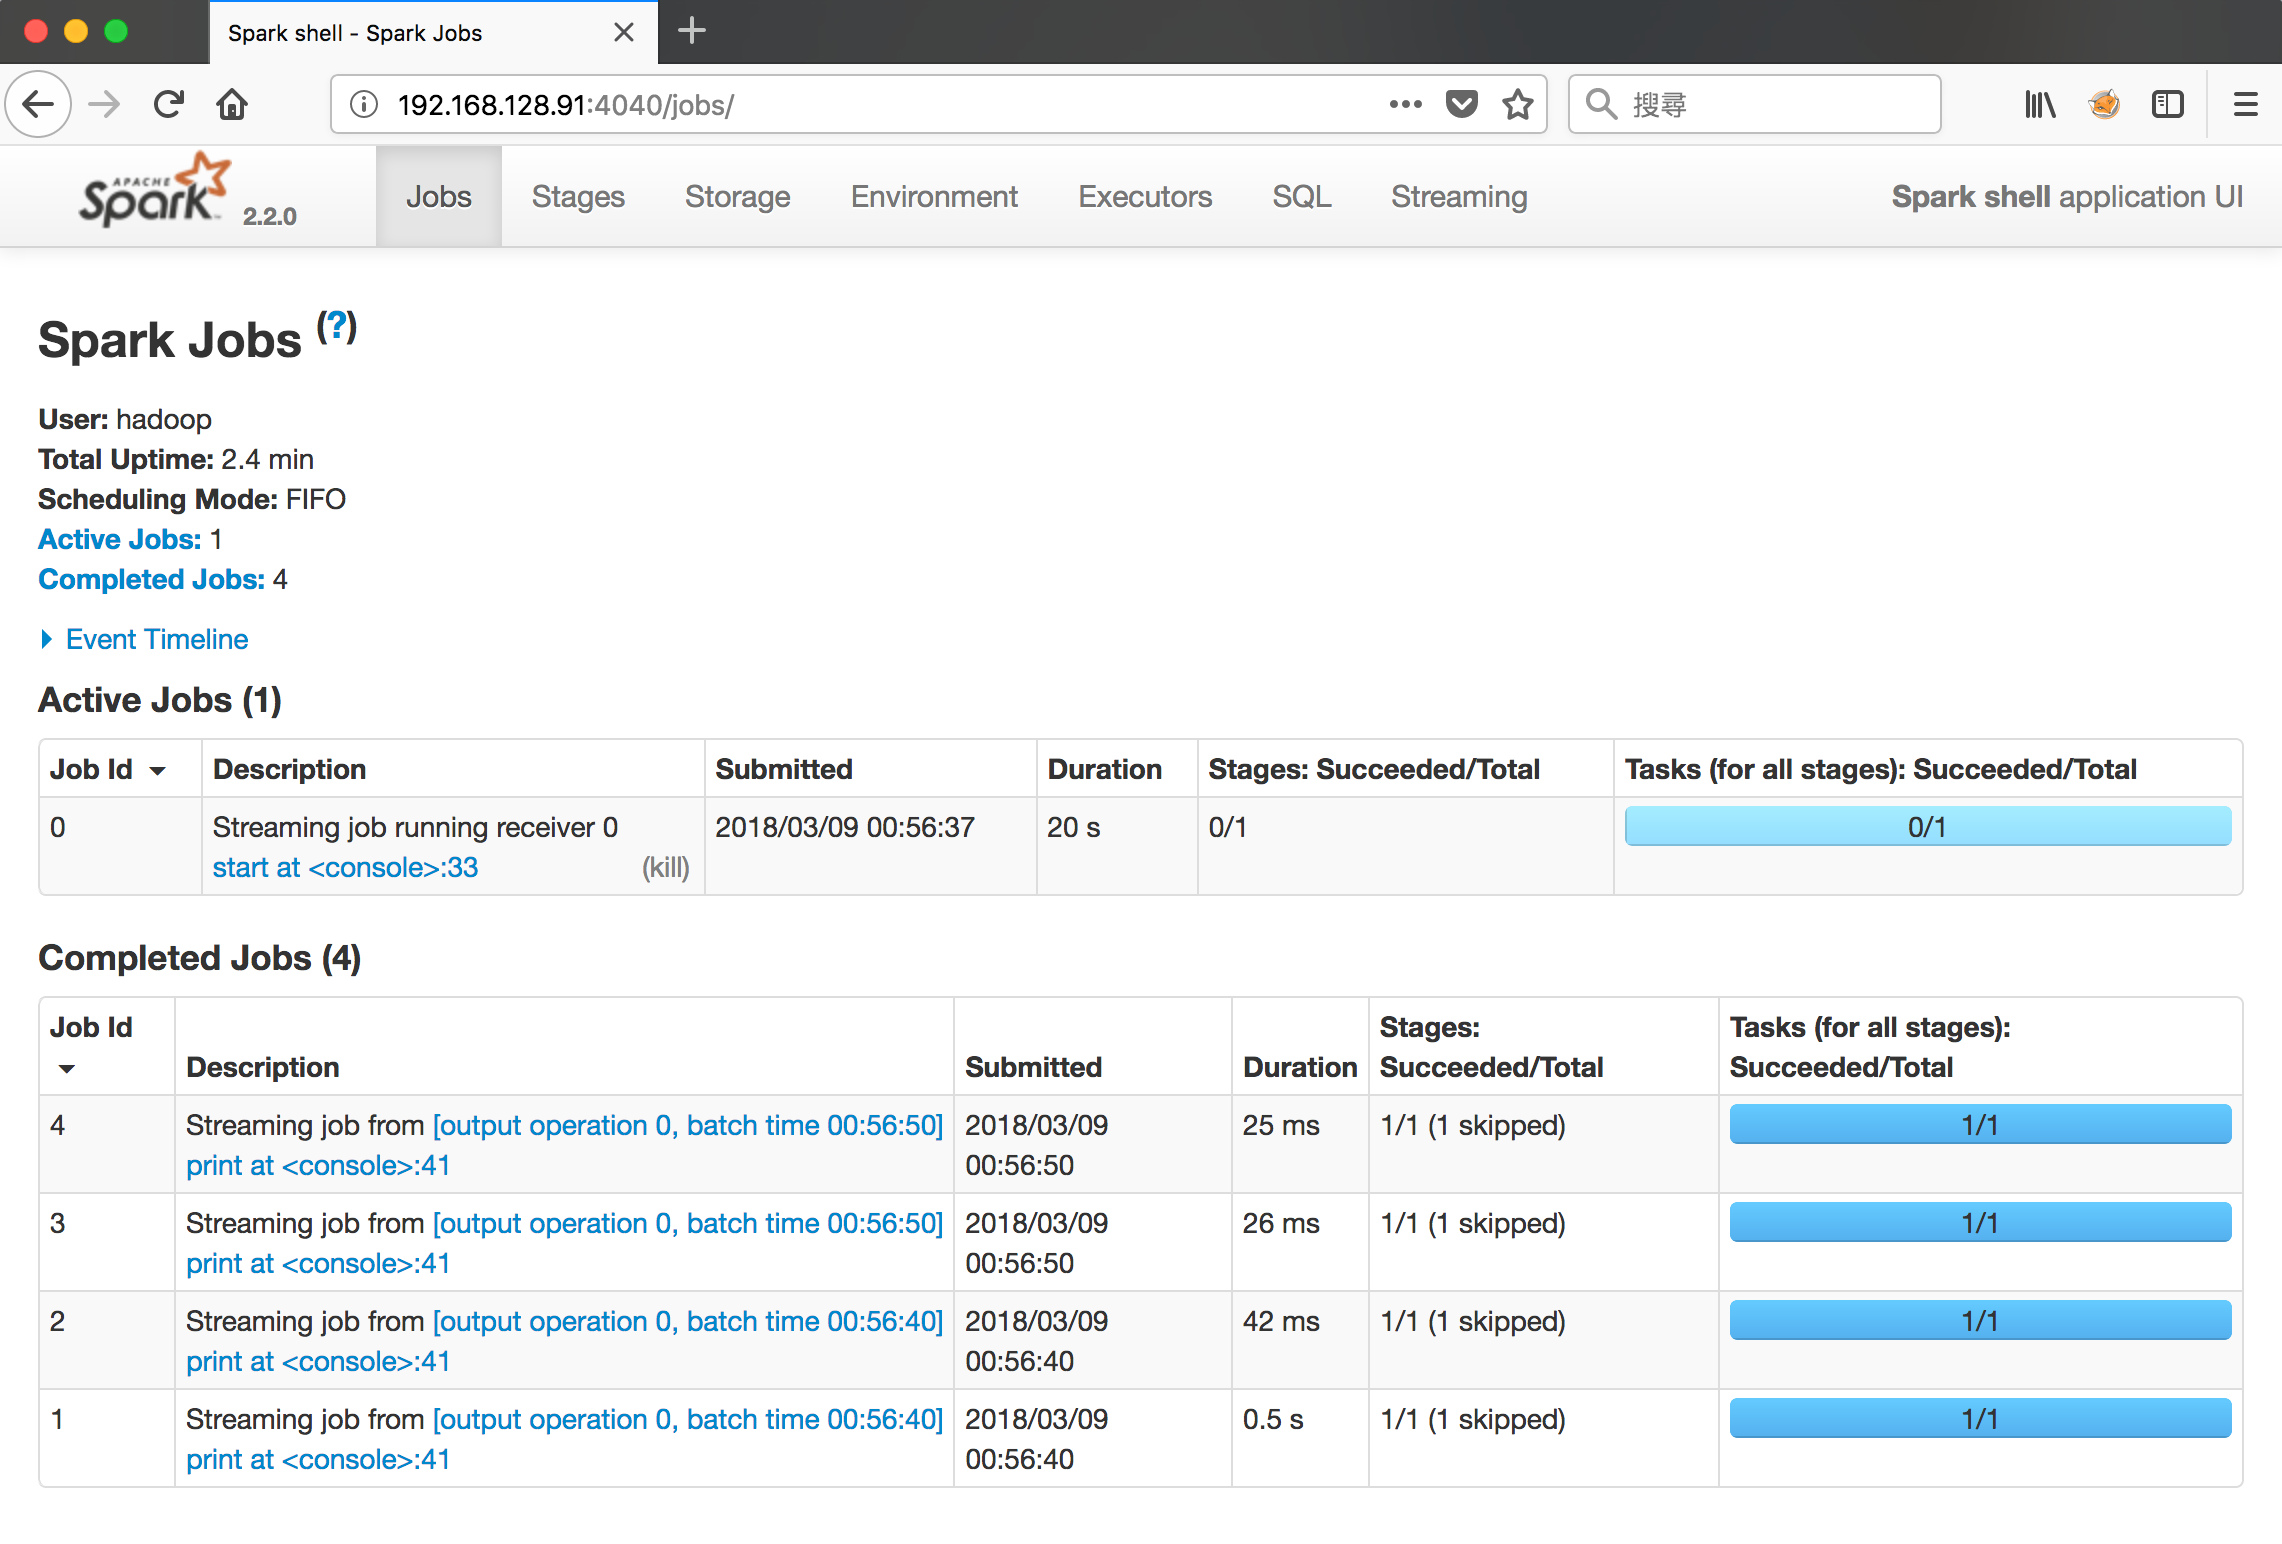 Spark shell - Spark Jobs
192.168.128.91:4040/jobs/
搜尋
APACHE Spark 2.2.0
Jobs Stages Storage Environment Executors SQL Streaming Spark shell application UI
Spark Jobs (?)
User: hadoop
Total Uptime: 2.4 min
Scheduling Mode: FIFO
Active Jobs: 1
Completed Jobs: 4
Event Timeline
Active Jobs (1)
Job Id Description Submitted Duration Stages: Succeeded/Total Tasks (for all stages): Succeeded/Total
0 Streaming job running receiver 0 2018/03/09 00:56:37 20 s 0/1 0/1
start at <console>:33 (kill)
Completed Jobs (4)
Job Id Stages: Tasks (for all stages):
Description Submitted Duration Succeeded/Total Succeeded/Total
4 Streaming job from [output operation 0, batch time 00:56:50] 2018/03/09 25 ms 1/1 (1 skipped) 1/1
print at <console>:41 00:56:50
3 Streaming job from [output operation 0, batch time 00:56:50] 2018/03/09 26 ms 1/1 (1 skipped) 1/1
print at <console>:41 00:56:50
2 Streaming job from [output operation 0, batch time 00:56:40] 2018/03/09 42 ms 1/1 (1 skipped) 1/1
print at <console>:41 00:56:40
1 Streaming job from [output operation 0, batch time 00:56:40] 2018/03/09 0.5 s 1/1 (1 skipped) 1/1
print at <console>:41 00:56:40